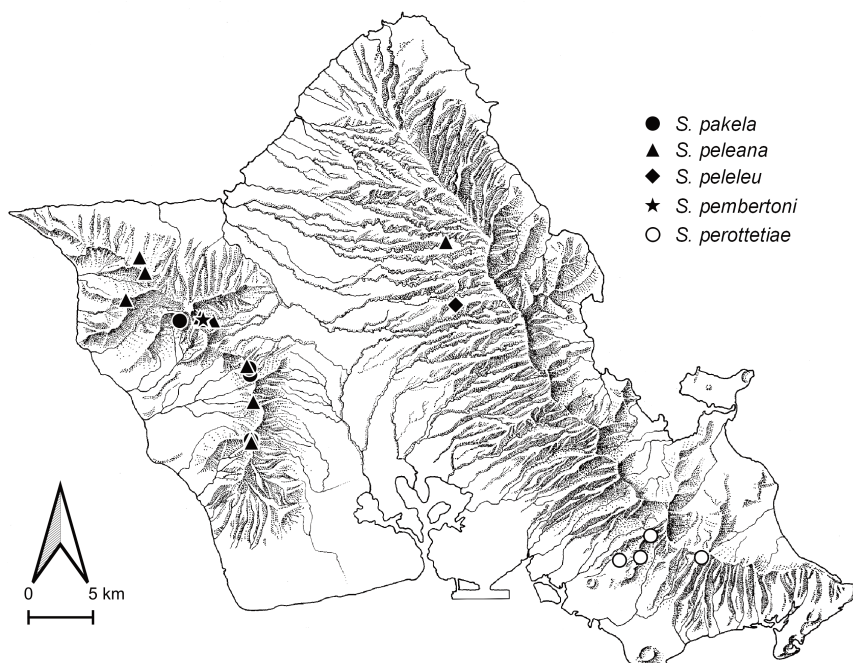 S. pakela
S. peleana
S. peleleu
S. pembertoni
S. perottetiae
0 5 km